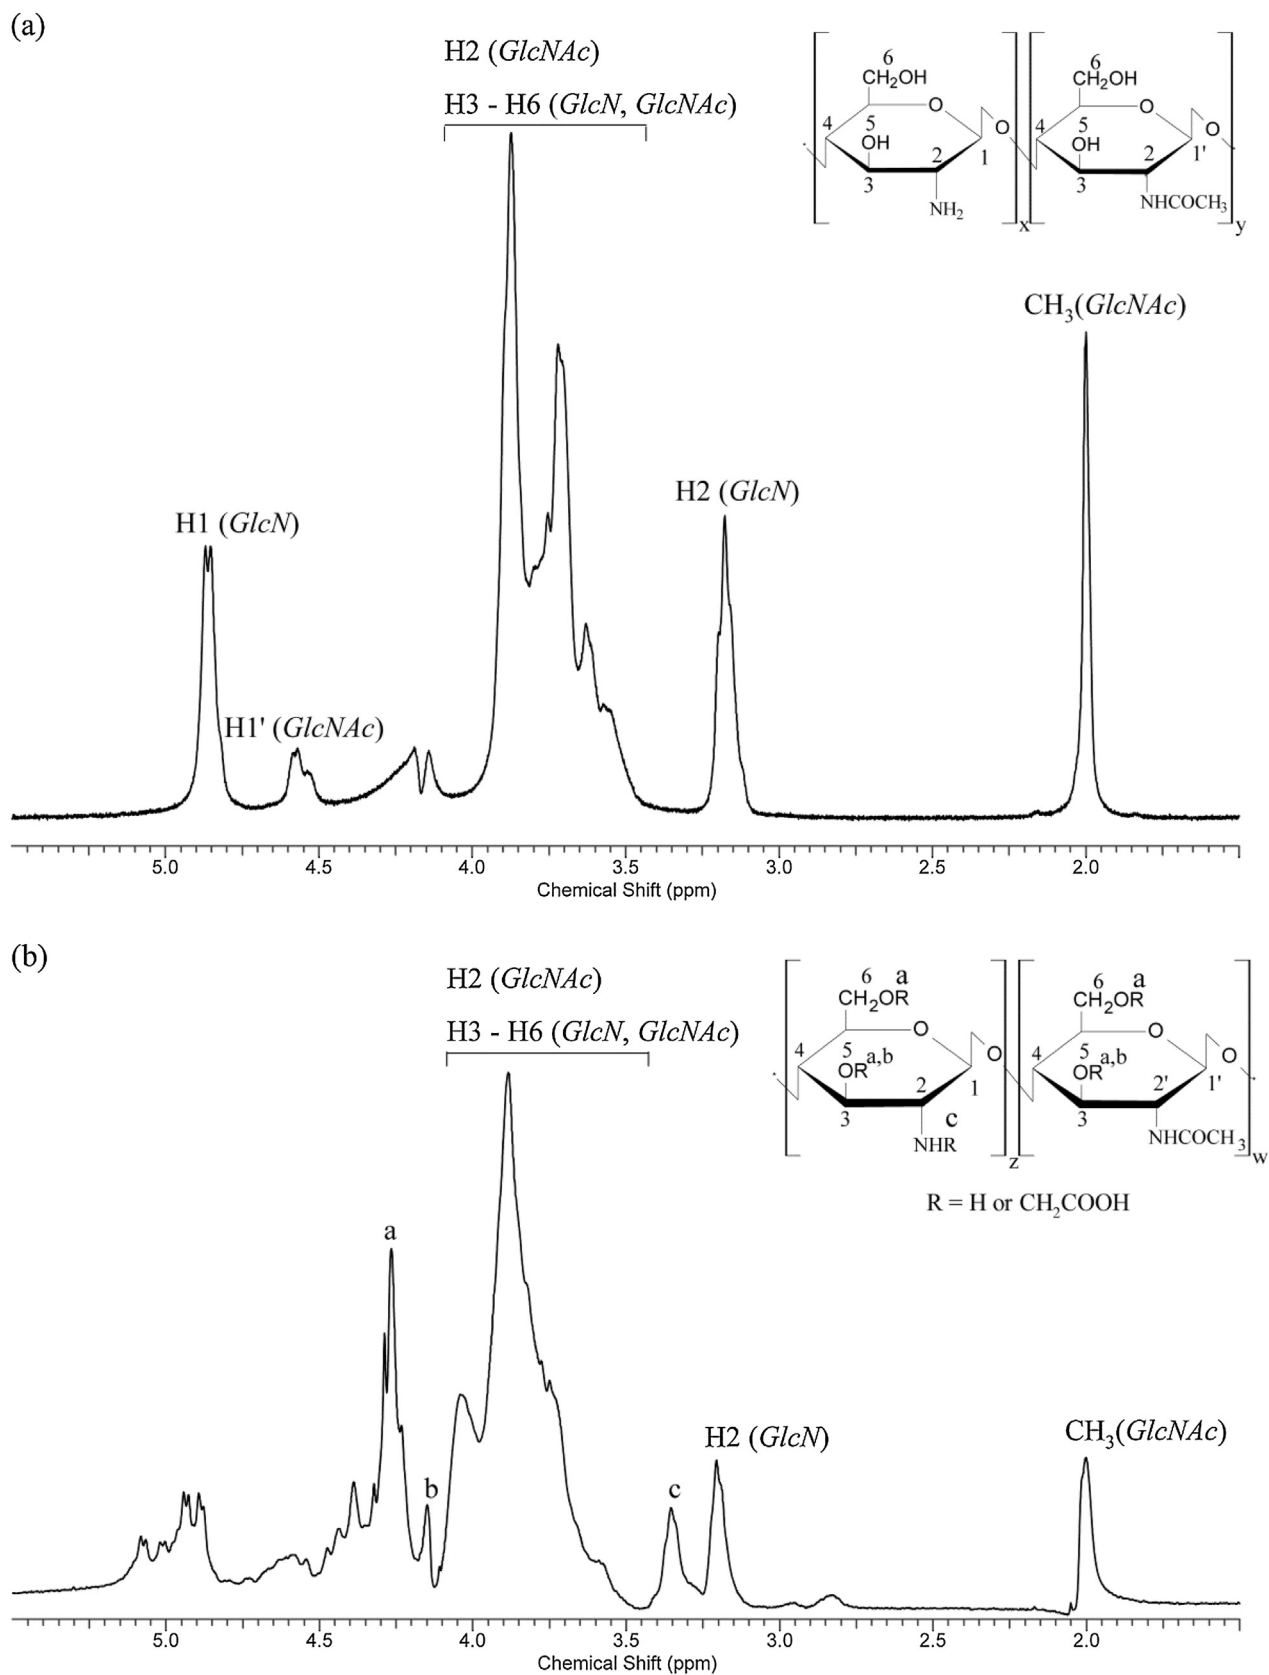 (a)
H2 (GlcNAc)
H3 - H6 (GlcN, GlcNAc)
6 6
CH₂OH CH₂OH
O O
4 5 O 4 5 O
OH OH
2 1 2 1'
3 3
NH₂ NHCOCH₃
x y
CH₃(GlcNAc)
H2 (GlcN)
H1 (GlcN)
H1' (GlcNAc)
5.0 4.5 4.0 3.5 3.0 2.5 2.0
Chemical Shift (ppm)
(b)
H2 (GlcNAc)
H3 - H6 (GlcN, GlcNAc)
6 a 6 a
CH₂OR CH₂OR
O O
4 5 O 4 5 O
ORᵃ,ᵇ ORᵃ,ᵇ
2 1 2' 1'
3 c 3
NHR NHCOCH₃
z w
R = H or CH₂COOH
a
H2 (GlcN) CH₃(GlcNAc)
b c
5.0 4.5 4.0 3.5 3.0 2.5 2.0
Chemical Shift (ppm)